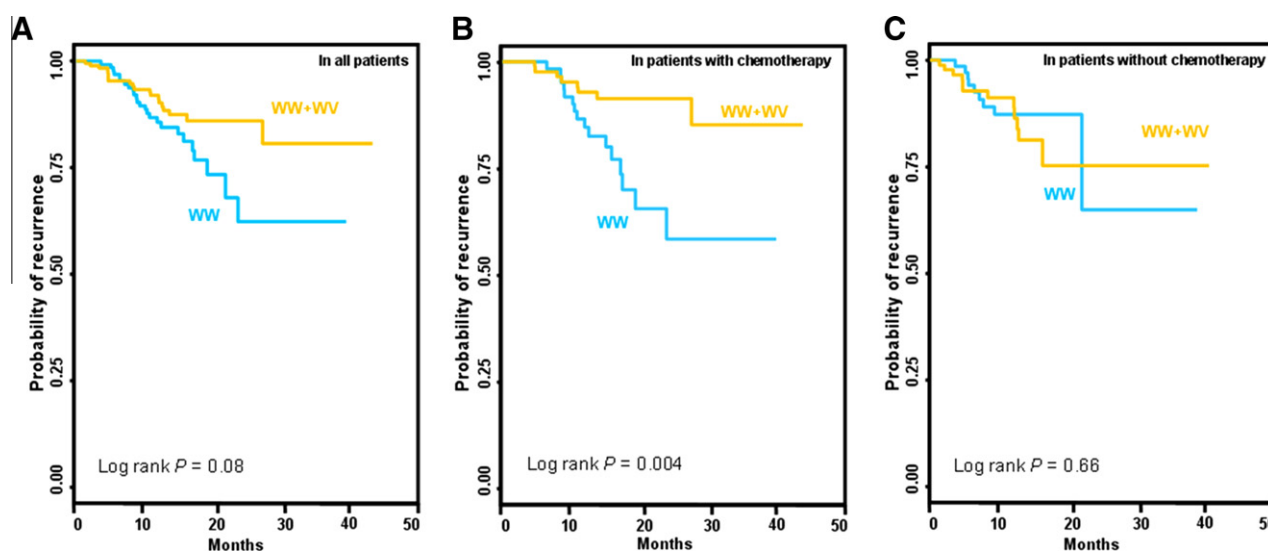 A
In all patients
Probability of recurrence
1.00
0.75
0.50
0.25
0.00
WW+WV
WW
Log rank P = 0.08
0 10 20 30 40 50
Months
B
In patients with chemotherapy
Probability of recurrence
1.00
0.75
0.50
0.25
0.00
WW+WV
WW
Log rank P = 0.004
0 10 20 30 40 50
Months
C
In patients without chemotherapy
Probability of recurrence
1.00
0.75
0.50
0.25
0.00
WW+WV
WW
Log rank P = 0.66
0 10 20 30 40 50
Months